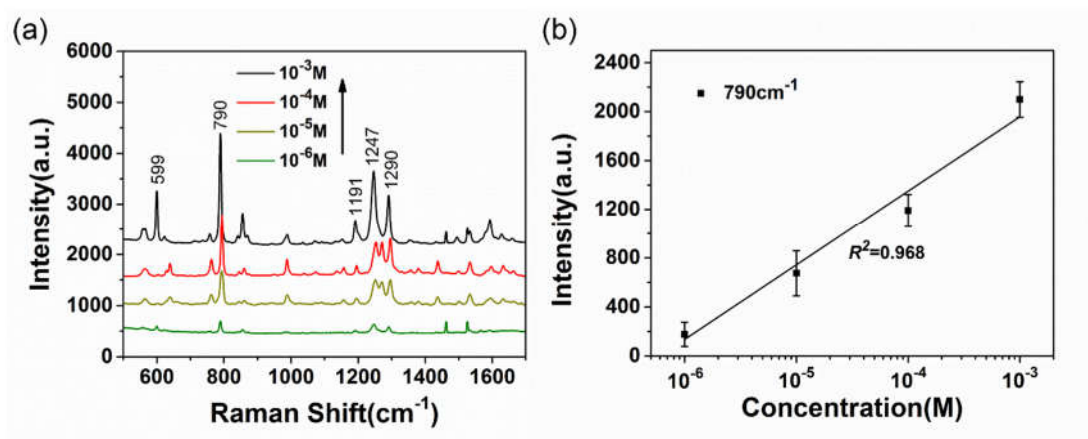 (a)
6000
5000
4000
3000
2000
1000
0
Intensity(a.u.)
10⁻³M
10⁻⁴M
10⁻⁵M
10⁻⁶M
599
790
1191
1247
1290
600 800 1000 1200 1400 1600
Raman Shift(cm⁻¹)
(b)
2400
2000
1600
1200
800
400
0
Intensity(a.u.)
790cm⁻¹
R²=0.968
10⁻⁶ 10⁻⁵ 10⁻⁴ 10⁻³
Concentration(M)